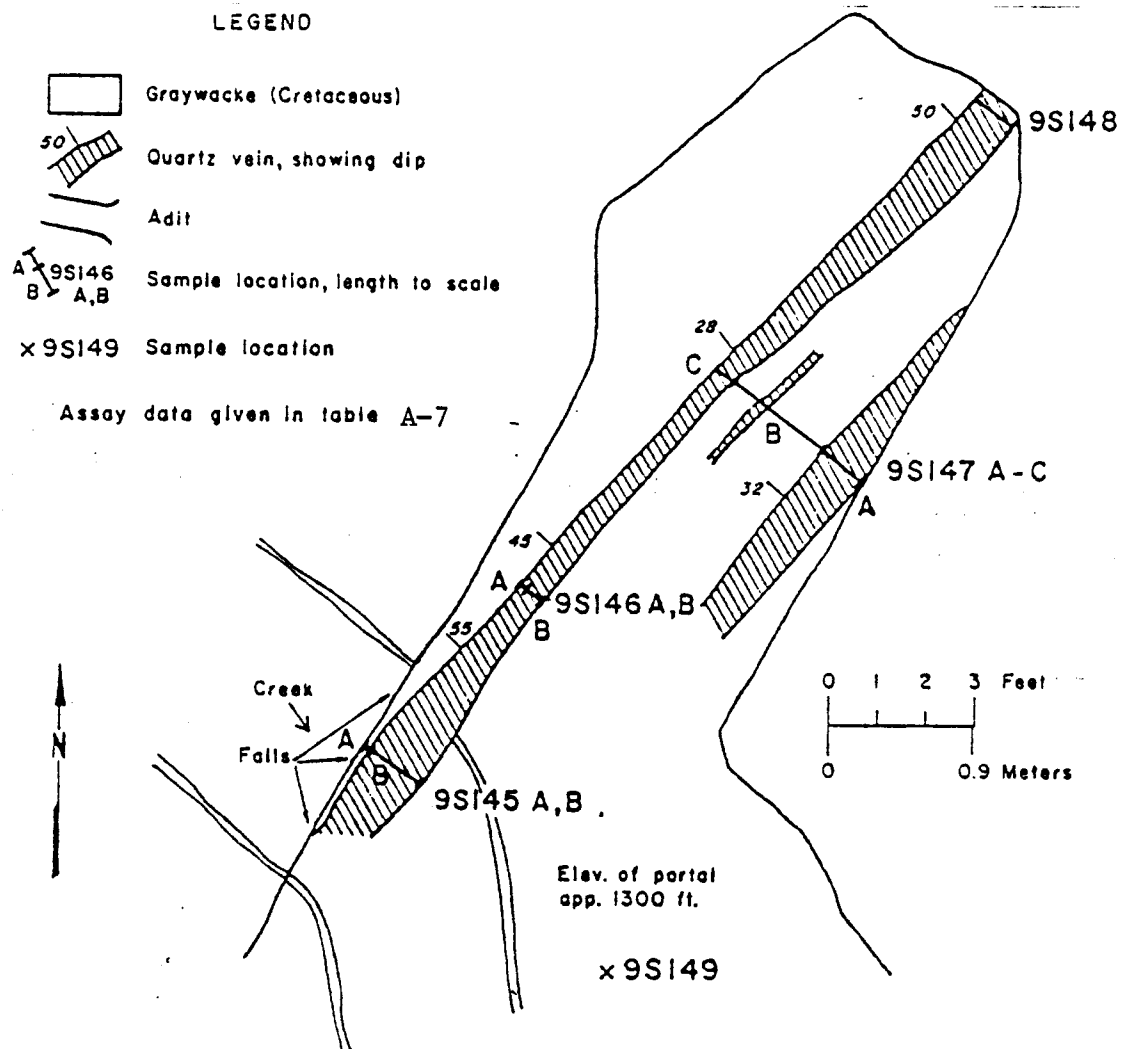 LEGEND
Graywacke (Cretaceous)
50
Quartz vein, showing dip
Adit
A 9S146
B A,B
Sample location, length to scale
x 9S149 Sample location
Assay data given in table A-7
50
9S148
28
C
B
9S147 A-C
A
32
45
A
9S146 A,B
B
55
Creek
Falls
A
B
9S145 A,B
N
0 1 2 3 Feet
0 0.9 Meters
Elev. of portal
app. 1300 ft.
x 9S149